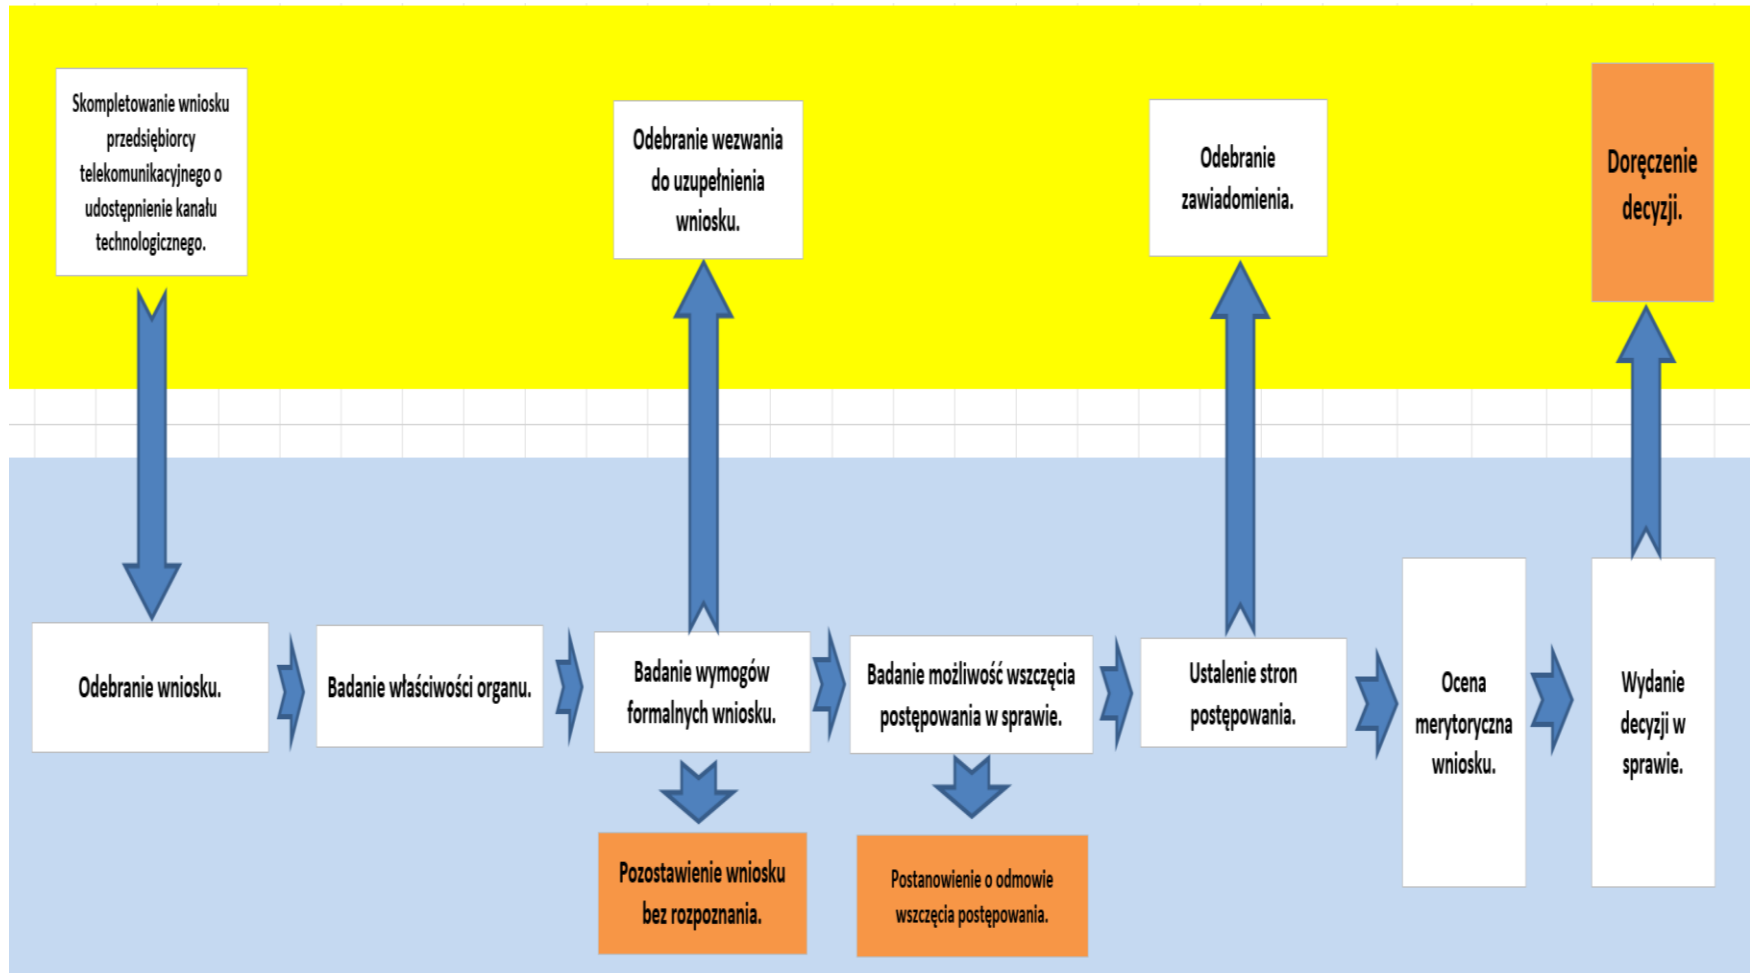 Skompletowanie wniosku
przedsiębiorcy
telekomunikacyjnego o
udostępnienie kanału
technologicznego.
Odebranie wezwania
do uzupełnienia
wniosku.
Odebranie
zawiadomienia.
Doręczenie
decyzji.
Odebranie wniosku.
Badanie właściwości organu.
Badanie wymogów
formalnych wniosku.
Badanie możliwość wszczęcia
postępowania w sprawie.
Ustalenie stron
postępowania.
Ocena
merytoryczna
wniosku.
Wydanie
decyzji w
sprawie.
Pozostawienie wniosku
bez rozpoznania.
Postanowienie o odmowie
wszczęcia postępowania.